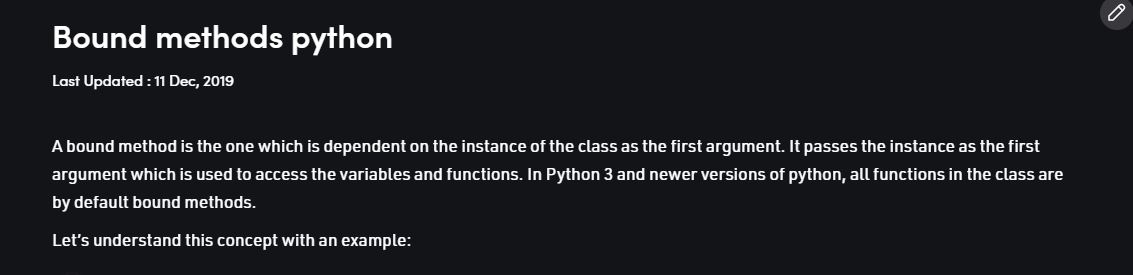 Bound methods python
Last Updated : 11 Dec, 2019
A bound method is the one which is dependent on the instance of the class as the first argument. It passes the instance as the first
argument which is used to access the variables and functions. In Python 3 and newer versions of python, all functions in the class are
by default bound methods.
Let’s understand this concept with an example: